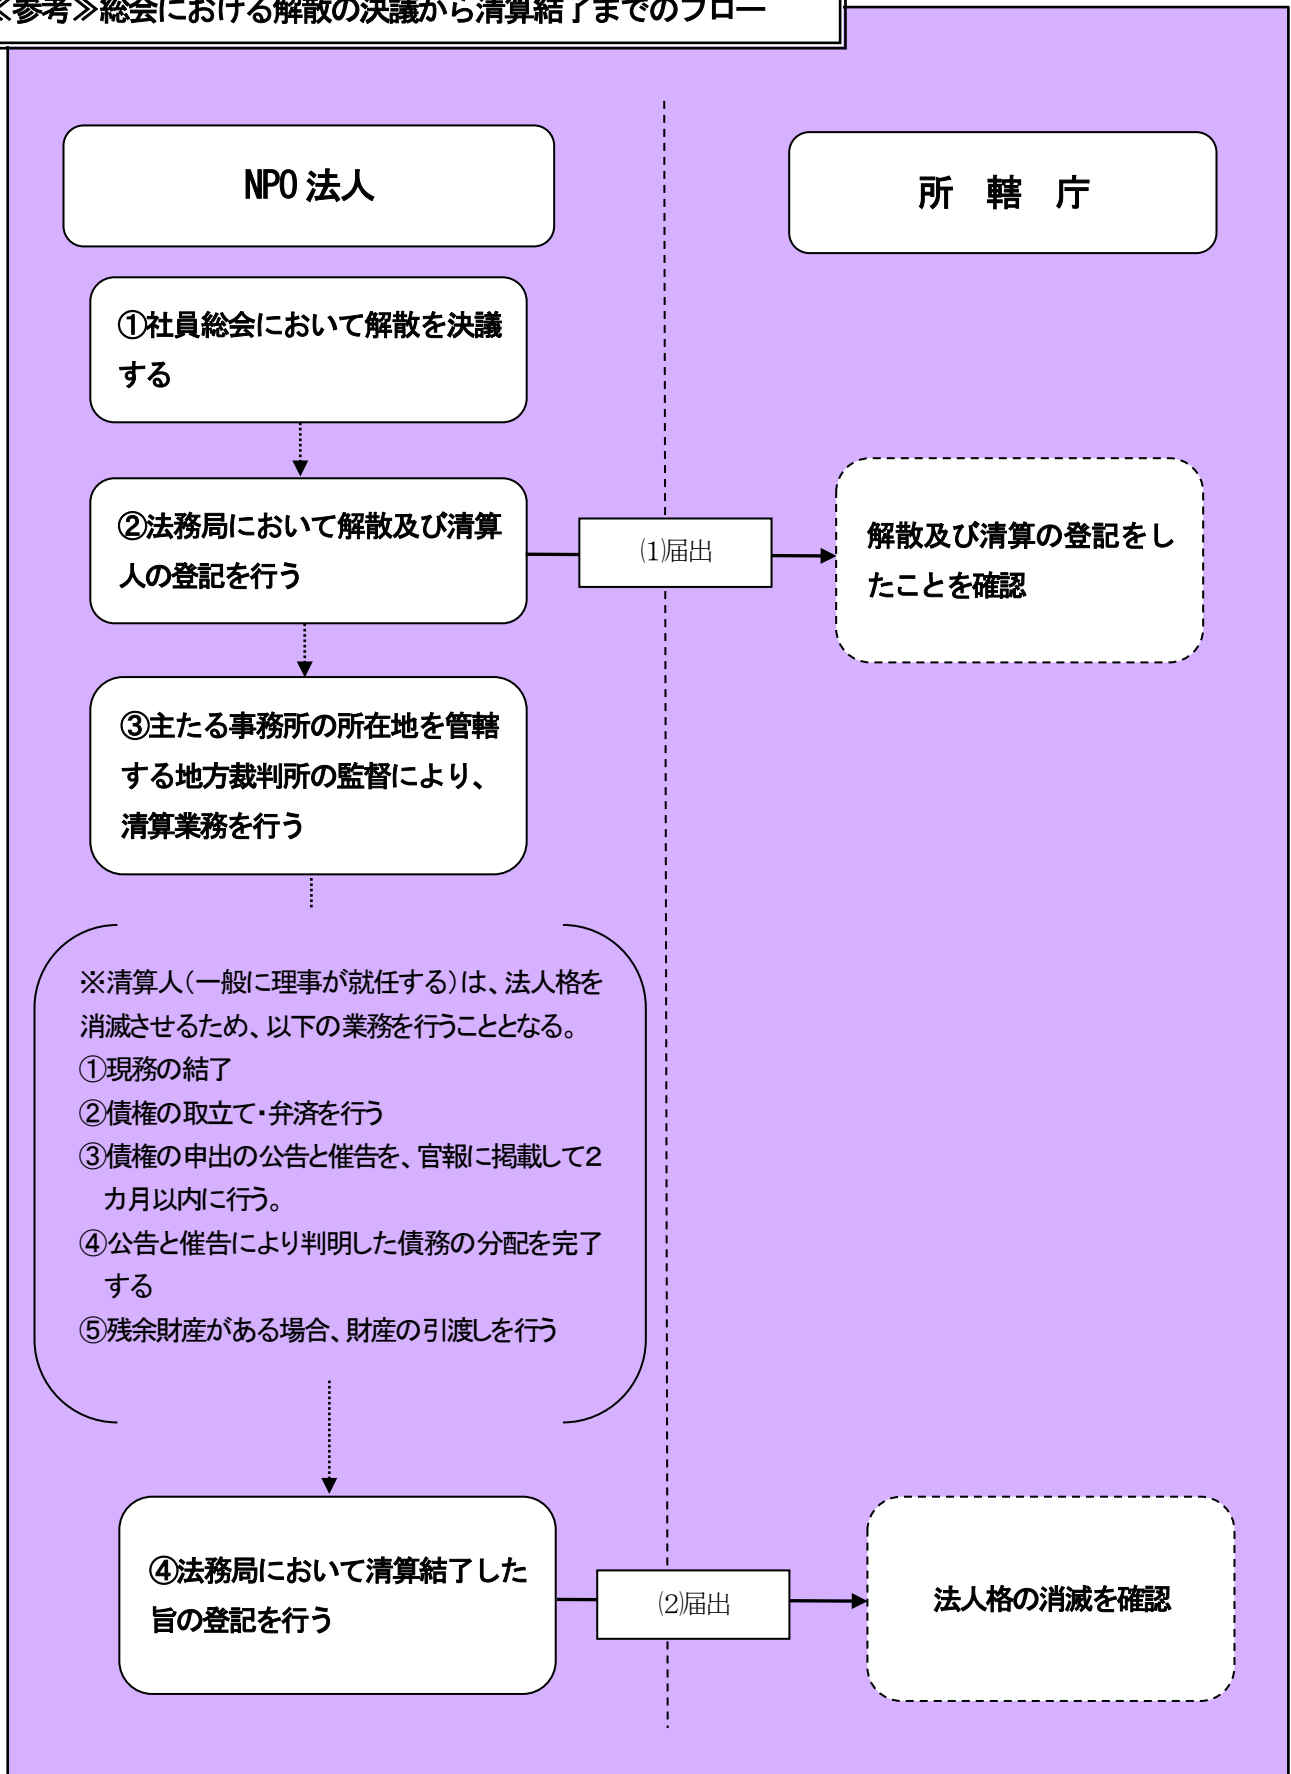 ≪参考≫総会における解散の決議から清算結了までのフロー
NPO 法人
所　轄　庁
①社員総会において解散を決議
する
②法務局において解散及び清算
人の登記を行う
⑴届出
解散及び清算の登記をし
たことを確認
③主たる事務所の所在地を管轄
する地方裁判所の監督により、
清算業務を行う
※清算人（一般に理事が就任する）は、法人格を
消滅させるため、以下の業務を行うこととなる。
①現務の結了
②債権の取立て・弁済を行う
③債権の申出の公告と催告を、官報に掲載して２
カ月以内に行う。
④公告と催告により判明した債務の分配を完了
する
⑤残余財産がある場合、財産の引渡しを行う
④法務局において清算結了した
旨の登記を行う
⑵届出
法人格の消滅を確認